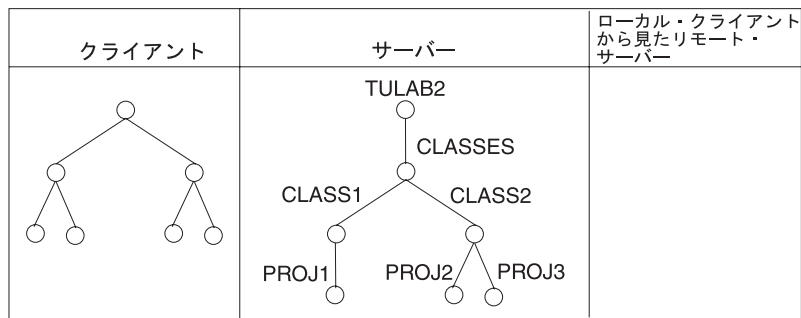 クライアント
サーバー
ローカル・クライアント
から見たリモート・
サーバー
TULAB2
CLASSES
CLASS1
CLASS2
PROJ1
PROJ2
PROJ3